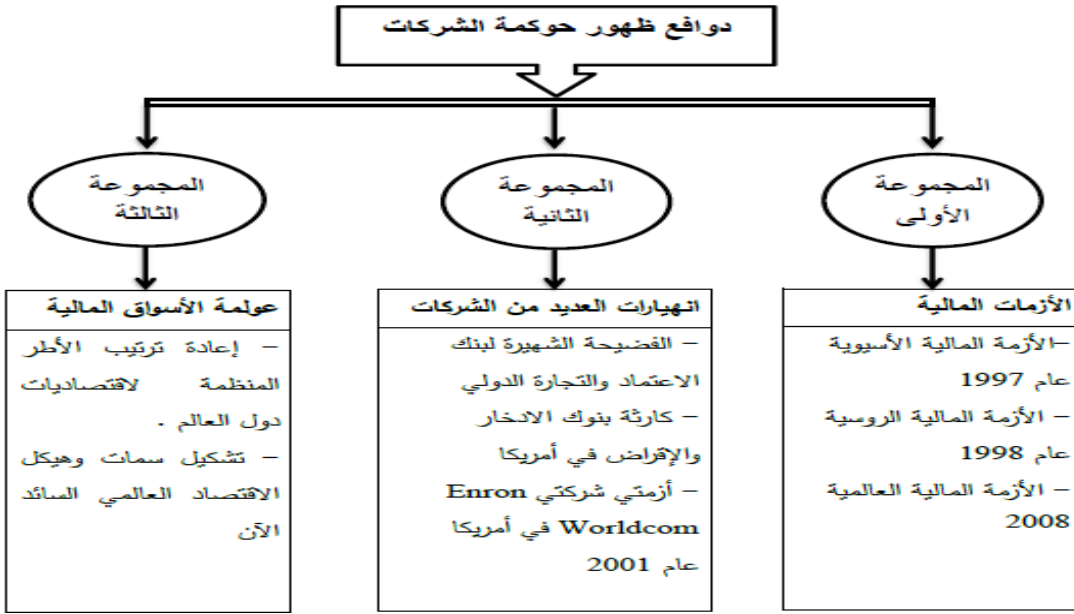 دوافع ظهور حوكمة الشركات
المجموعة
الأولى
المجموعة
الثانية
المجموعة
الثالثة
الأزمات المالية
–الأزمة المالية الأسيوية
عام 1997
– الأزمة المالية الروسية
عام 1998
– الأزمة المالية العالمية
2008
انهيارات العديد من الشركات
– الفضيحة الشهيرة لبنك
الاعتماد والتجارة الدولي
– كارثة بنوك الادخار
والإقراض في أمريكا
– أزمتي شركتي Enron
Worldcom في أمريكا
عام 2001
عولمة الأسواق المالية
– إعادة ترتيب الأطر
المنظمة لاقتصاديات
دول العالم .
– تشكيل سمات وهيكل
الاقتصاد العالمي السائد
الآن